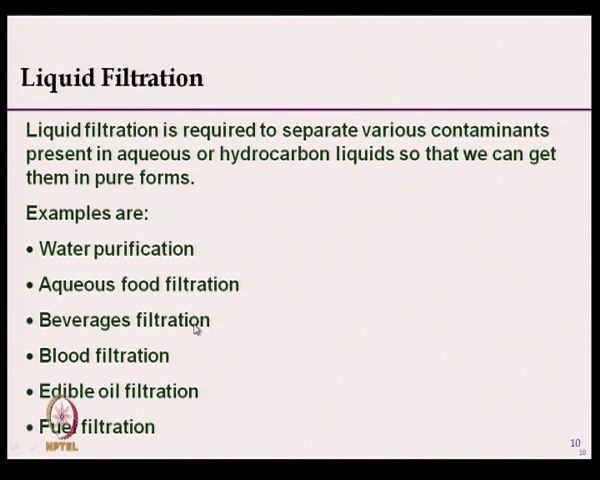 Liquid Filtration
Liquid filtration is required to separate various contaminants
present in aqueous or hydrocarbon liquids so that we can get
them in pure forms.
Examples are:
• Water purification
• Aqueous food filtration
• Beverages filtration
• Blood filtration
• Edible oil filtration
• Fuel filtration
NPTEL
10
10